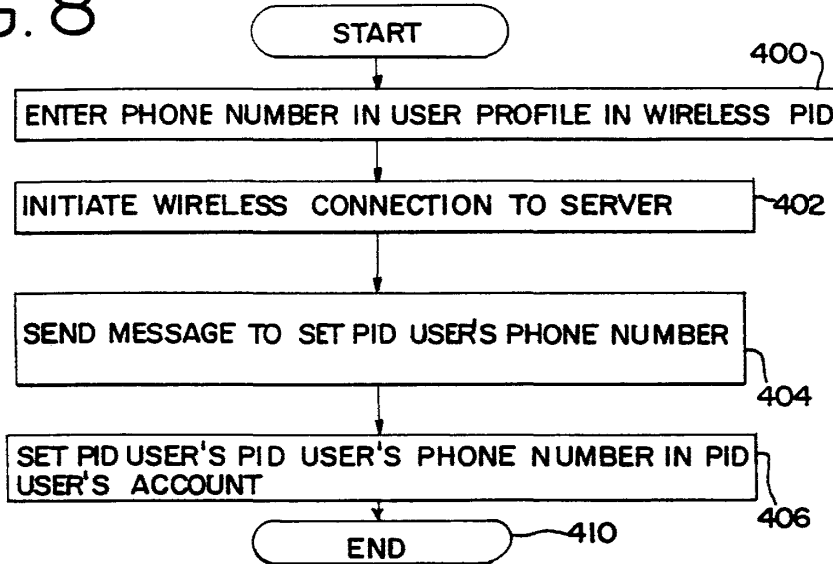 G. 8
START
400
ENTER PHONE NUMBER IN USER PROFILE IN WIRELESS PID
INITIATE WIRELESS CONNECTION TO SERVER
402
SEND MESSAGE TO SET PID USER'S PHONE NUMBER
404
SET PID USER'S PID USER'S PHONE NUMBER IN PID
USER'S ACCOUNT
406
END
410